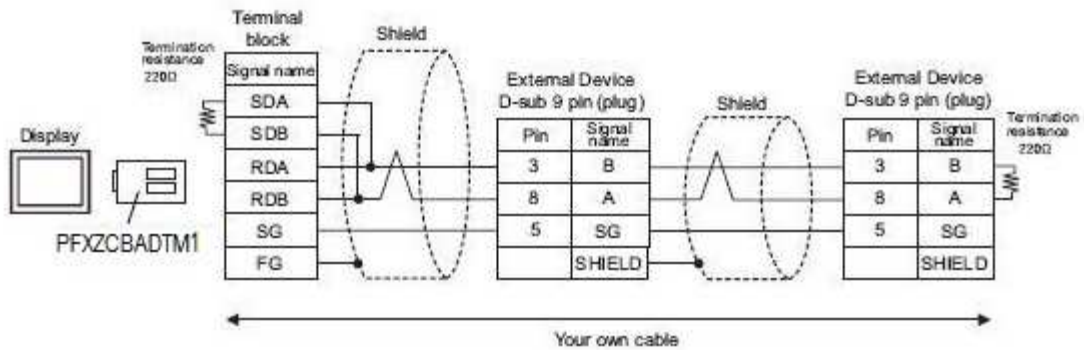 Terminal
block
Shield
Termination
resistance
220Ω
Signal name
SDA
SDB
RDA
RDB
SG
FG
Display
PFXZCBADTM1
External Device
D-sub 9 pin (plug)
Pin Signal name
3 B
8 A
5 SG
SHIELD
Shield
External Device
D-sub 9 pin (plug)
Pin Signal name
3 B
8 A
5 SG
SHIELD
Termination
resistance
220Ω
Your own cable